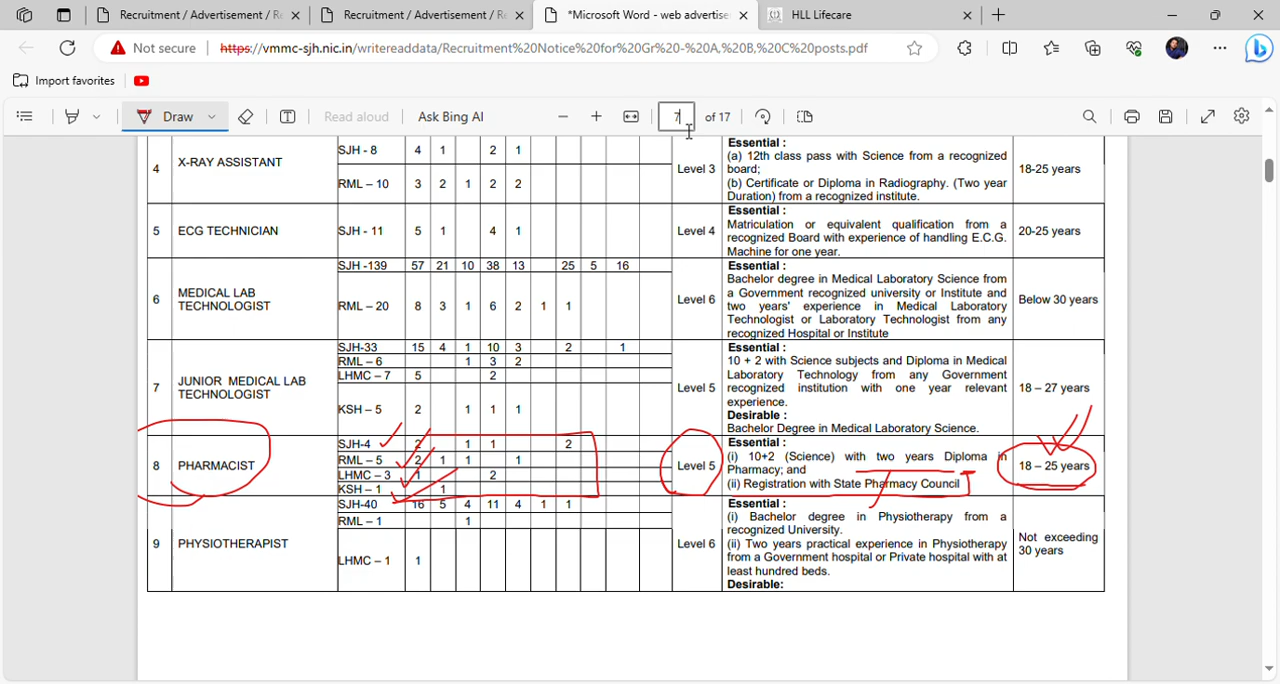 Recruitment / Advertisement / Re
Recruitment / Advertisement / Re
*Microsoft Word - web advertise
HLL Lifecare
Not secure
https://vmmc-sjh.nic.in/writereaddata/Recruitment%20Notice%20for%20Gr%20-%20A,%20B,%20C%20posts.pdf
Import favorites
Draw
Read aloud
Ask Bing AI
7 of 17
4 X-RAY ASSISTANT
SJH - 8 4 1 2 1
RML – 10 3 2 1 2 2
Level 3
Essential :
(a) 12th class pass with Science from a recognized
board;
(b) Certificate or Diploma in Radiography. (Two year
Duration) from a recognized institute.
18-25 years
5 ECG TECHNICIAN
SJH - 11 5 1 4 1
Level 4
Essential :
Matriculation or equivalent qualification from a
recognized Board with experience of handling E.C.G.
Machine for one year.
20-25 years
6 MEDICAL LAB
TECHNOLOGIST
SJH -139 57 21 10 38 13 25 5 16
RML – 20 8 3 1 6 2 1 1
Level 6
Essential :
Bachelor degree in Medical Laboratory Science from
a Government recognized university or Institute and
two years' experience in Medical Laboratory
Technologist or Laboratory Technologist from any
recognized Hospital or Institute
Below 30 years
7 JUNIOR MEDICAL LAB
TECHNOLOGIST
SJH-33 15 4 1 10 3 2 1
RML – 6 1 3 2
LHMC – 7 5 2
KSH – 5 2 1 1 1
Level 5
Essential :
10 + 2 with Science subjects and Diploma in Medical
Laboratory Technology from any Government
recognized institution with one year relevant
experience.
Desirable :
Bachelor Degree in Medical Laboratory Science.
18 – 27 years
8 PHARMACIST
SJH-4 2 1 1 2
RML – 5 2 1 1 1
LHMC – 3 1 2
KSH – 1 1
Level 5
Essential :
(i) 10+2 (Science) with two years Diploma in
Pharmacy; and
(ii) Registration with State Pharmacy Council
18 – 25 years
9 PHYSIOTHERAPIST
SJH-40 16 5 4 11 4 1 1
RML – 1 1
LHMC – 1 1
Level 6
Essential :
(i) Bachelor degree in Physiotherapy from a
recognized University.
(ii) Two years practical experience in Physiotherapy
from a Government hospital or Private hospital with at
least hundred beds.
Desirable:
Not exceeding
30 years